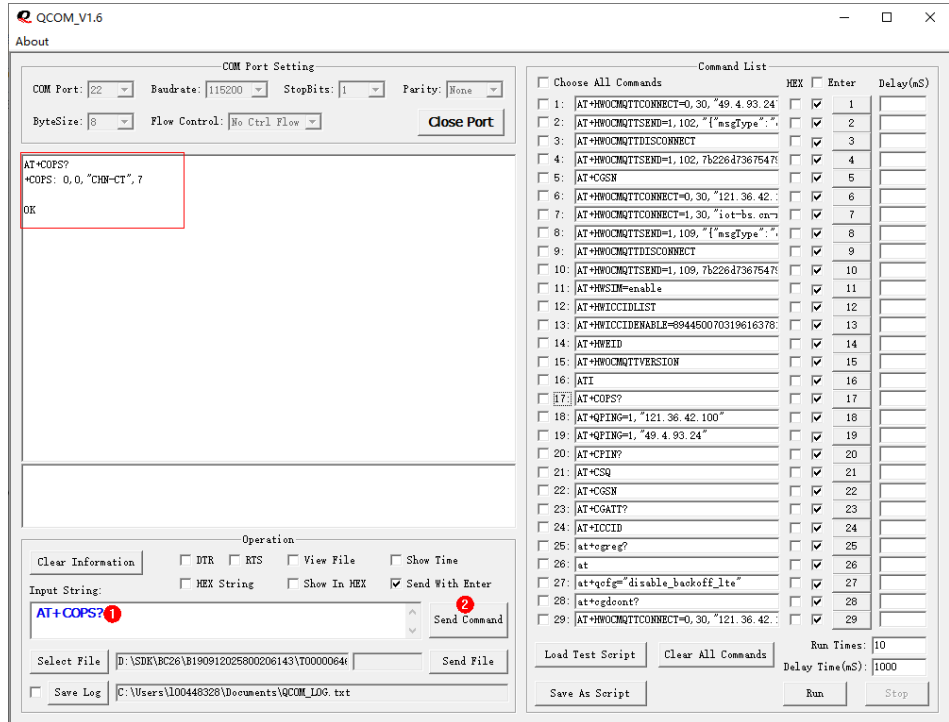 QCOM_V1.6
About
COM Port Setting
COM Port: 22 Baudrate: 115200 StopBits: 1 Parity: None
ByteSize: 8 Flow Control: No Ctrl Flow Close Port
AT+COPS?
+COPS: 0,0,"CHN-CT",7
OK
Operation
Clear Information DTR RTS View File Show Time
HEX String Show In HEX Send With Enter
Input String:
AT+COPS? 1 2 Send Command
Select File D:\SDK\BC26\B190912025800206143\T0000064 Send File
Save Log C:\Users\l00448328\Documents\QCOM_LOG.txt
Command List
Choose All Commands HEX Enter Delay(mS)
1: AT+HWOCMQTTCONNECT=0,30,"49.4.93.24" 1
2: AT+HWOCMQTTSEND=1,102,"{"msgType":" 2
3: AT+HWOCMQTTDISCONNECT 3
4: AT+HWOCMQTTSEND=1,102,7b226d7367547 4
5: AT+CGSN 5
6: AT+HWOCMQTTCONNECT=0,30,"121.36.42. 6
7: AT+HWOCMQTTCONNECT=1,30,"iot-bs.cn- 7
8: AT+HWOCMQTTSEND=1,109,"{"msgType":" 8
9: AT+HWOCMQTTDISCONNECT 9
10: AT+HWOCMQTTSEND=1,109,7b226d7367547 10
11: AT+HWSIM=enable 11
12: AT+HWICCIDLIST 12
13: AT+HWICCIDENABLE=894450070319616378 13
14: AT+HWEID 14
15: AT+HWOCMQTTVERSION 15
16: ATI 16
17: AT+COPS? 17
18: AT+QPING=1,"121.36.42.100" 18
19: AT+QPING=1,"49.4.93.24" 19
20: AT+CPIN? 20
21: AT+CSQ 21
22: AT+CGSN 22
23: AT+CGATT? 23
24: AT+ICCID 24
25: at+cgreg? 25
26: at 26
27: at+qcfg="disable_backoff_lte" 27
28: at+cgdcont? 28
29: AT+HWOCMQTTCONNECT=0,30,"121.36.42. 29
Load Test Script Clear All Commands Run Times: 10
Delay Time(mS): 1000
Save As Script Run Stop